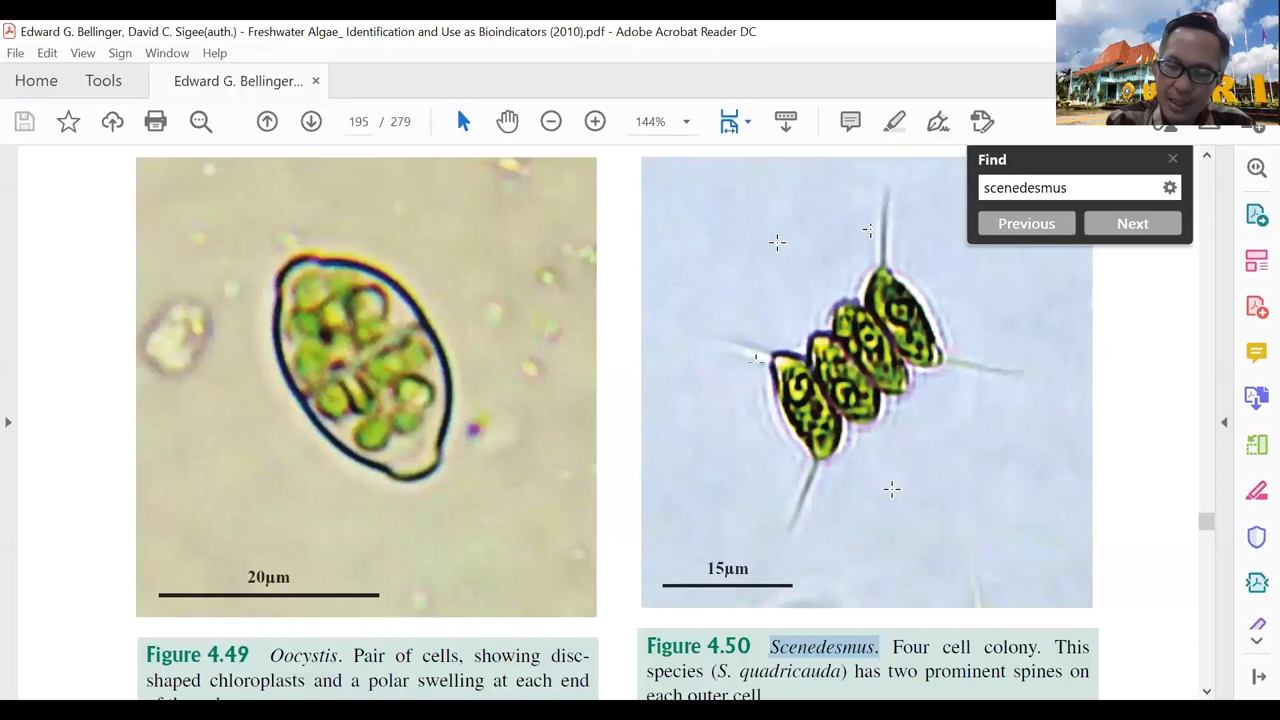 Edward G. Bellinger, David C. Sigee(auth.) - Freshwater Algae_ Identification and Use as Bioindicators (2010).pdf - Adobe Acrobat Reader DC
File Edit View Sign Window Help
Home Tools Edward G. Bellinger... ×
195 / 279 144%
Find
scenedesmus
Previous Next
20µm
15µm
Figure 4.49 Oocystis. Pair of cells, showing disc-
shaped chloroplasts and a polar swelling at each end
Figure 4.50 Scenedesmus. Four cell colony. This
species (S. quadricauda) has two prominent spines on
each outer cell